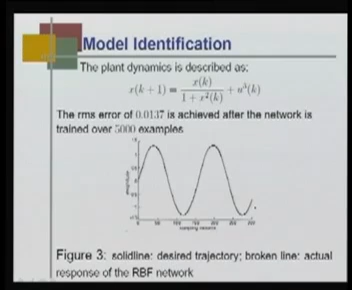 Model Identification
The plant dynamics is described as:
x(k + 1) = x(k) / (1 + x²(k)) + u³(k)
The rms error of 0.0137 is achieved after the network is
trained over 5000 examples
Figure 3: solidline: desired trajectory; broken line: actual
response of the RBF network